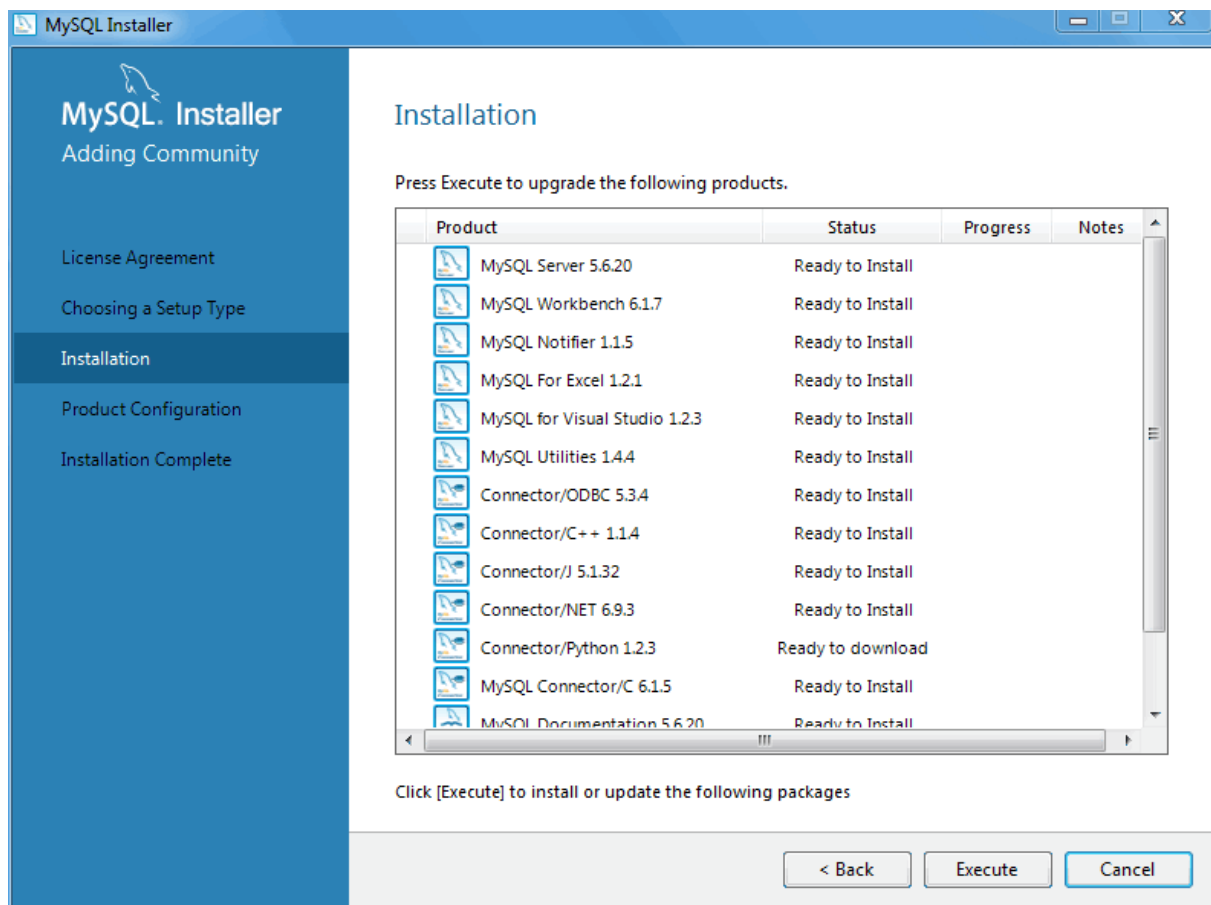 MySQL Installer
MySQL. Installer
Adding Community
License Agreement
Choosing a Setup Type
Installation
Product Configuration
Installation Complete
Installation
Press Execute to upgrade the following products.
Product Status Progress Notes
MySQL Server 5.6.20 Ready to Install
MySQL Workbench 6.1.7 Ready to Install
MySQL Notifier 1.1.5 Ready to Install
MySQL For Excel 1.2.1 Ready to Install
MySQL for Visual Studio 1.2.3 Ready to Install
MySQL Utilities 1.4.4 Ready to Install
Connector/ODBC 5.3.4 Ready to Install
Connector/C++ 1.1.4 Ready to Install
Connector/J 5.1.32 Ready to Install
Connector/NET 6.9.3 Ready to Install
Connector/Python 1.2.3 Ready to download
MySQL Connector/C 6.1.5 Ready to Install
MySQL Documentation 5.6.20 Ready to Install
Click [Execute] to install or update the following packages
< Back Execute Cancel